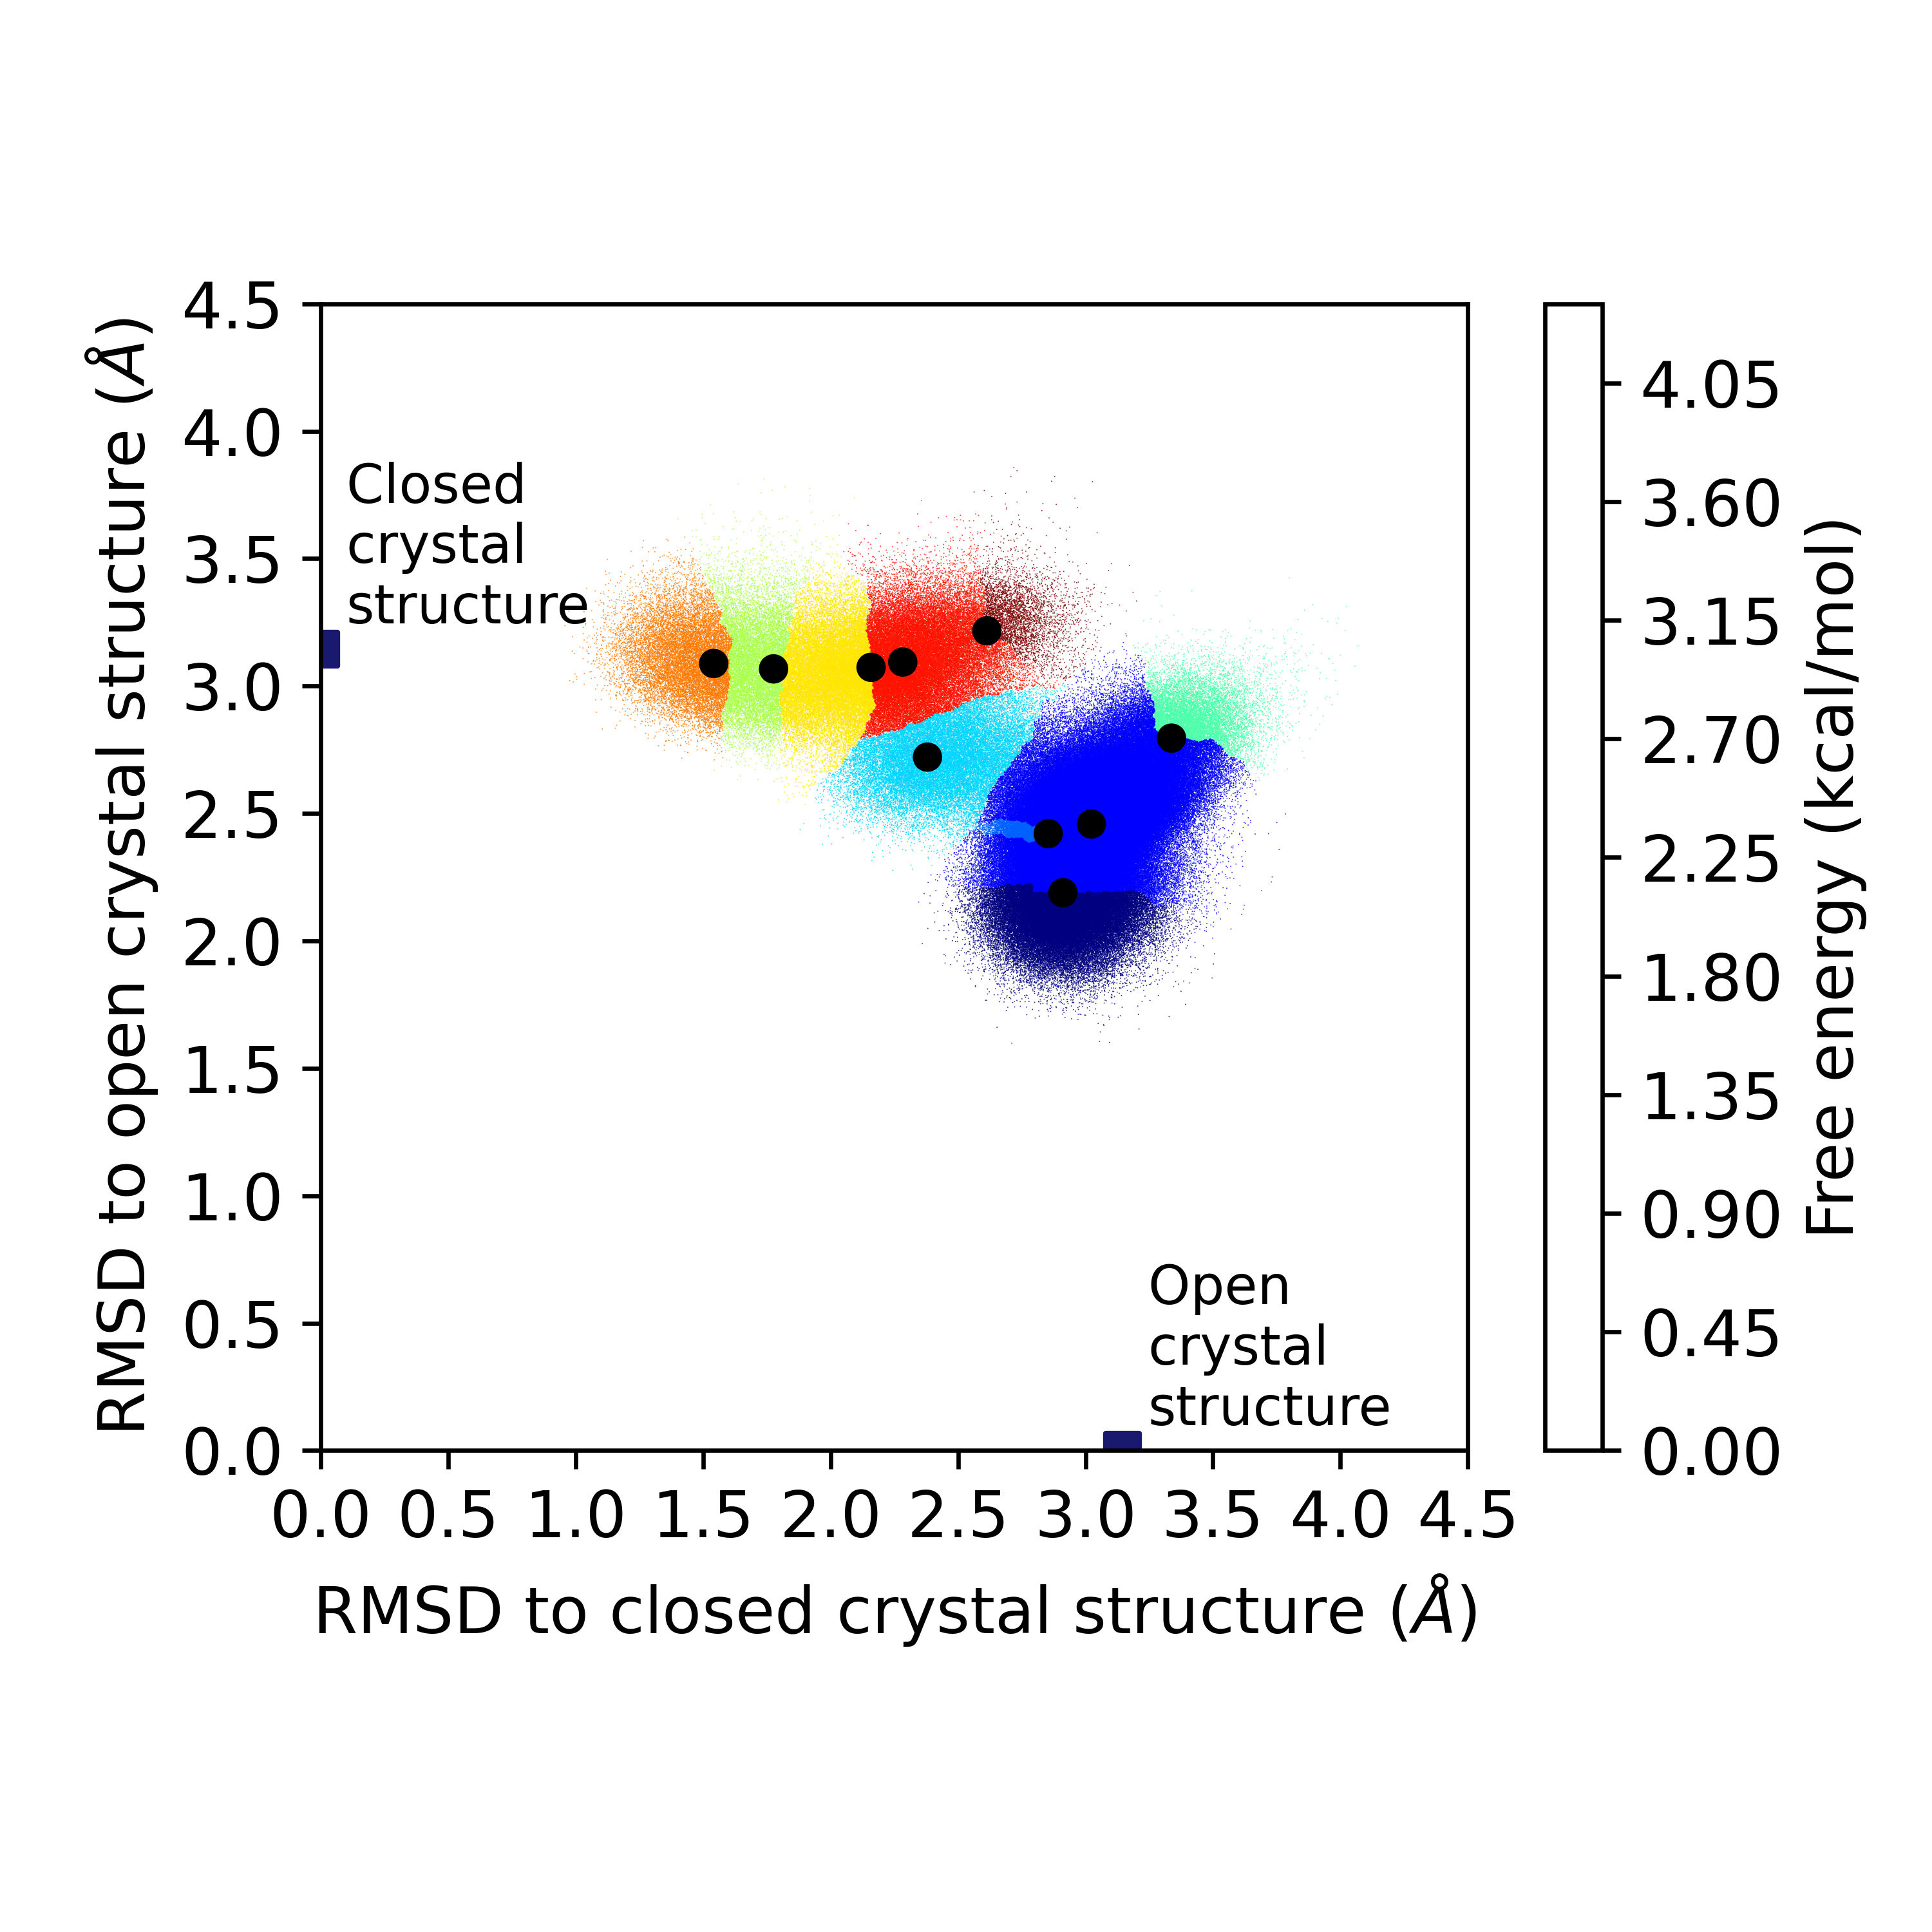 RMSD to open crystal structure (Å)
4.5
4.0
3.5
3.0
2.5
2.0
1.5
1.0
0.5
0.0
Closed
crystal
structure
Open
crystal
structure
0.0 0.5 1.0 1.5 2.0 2.5 3.0 3.5 4.0 4.5
RMSD to closed crystal structure (Å)
4.05
3.60
3.15
2.70
2.25
1.80
1.35
0.90
0.45
0.00
Free energy (kcal/mol)